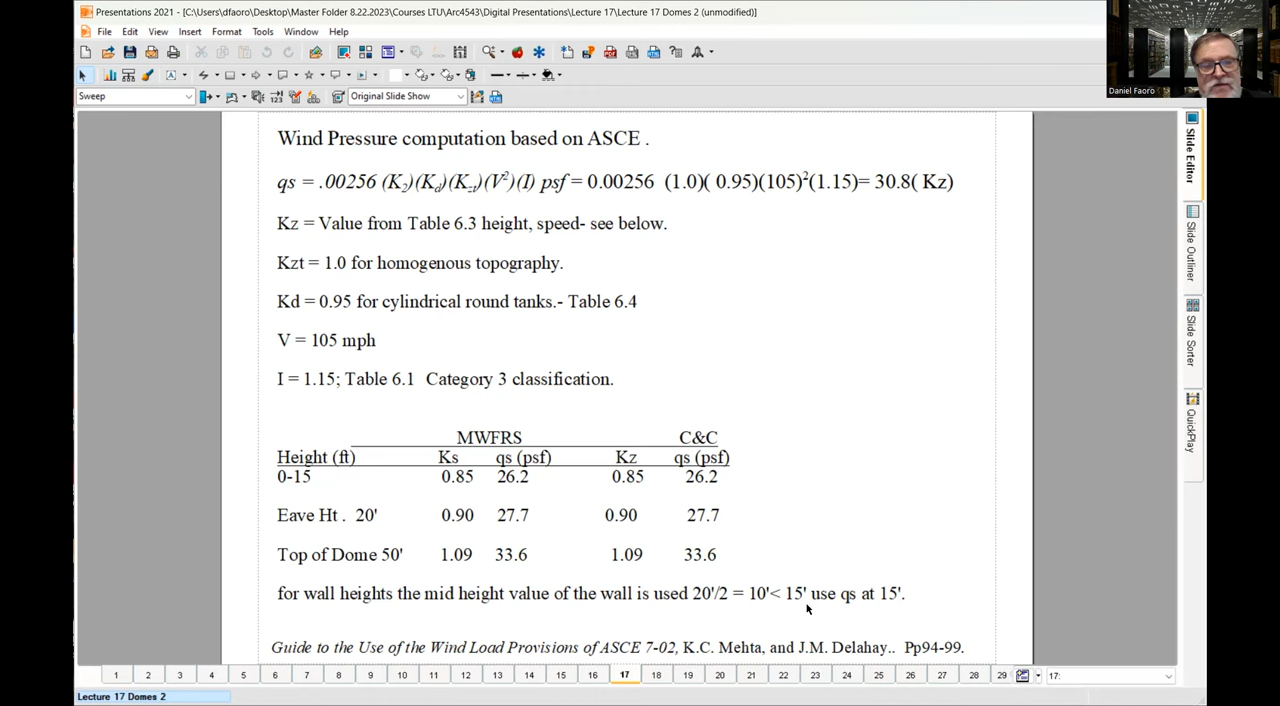 Presentations 2021 - [C:\Users\dfaoro\Desktop\Master Folder 8.22.2023\Courses LTU\Arc4543\Digital Presentations\Lecture 17\Lecture 17 Domes 2 (unmodified)]
File Edit View Insert Format Tools Window Help
Sweep
Original Slide Show
Daniel Faoro
Wind Pressure computation based on ASCE .
qs = .00256 (K2)(Kd)(Kzt)(V²)(I) psf = 0.00256 (1.0)( 0.95)(105)²(1.15)= 30.8( Kz)
Kz = Value from Table 6.3 height, speed- see below.
Kzt = 1.0 for homogenous topography.
Kd = 0.95 for cylindrical round tanks.- Table 6.4
V = 105 mph
I = 1.15; Table 6.1 Category 3 classification.
MWFRS C&C
Height (ft) Ks qs (psf) Kz qs (psf)
0-15 0.85 26.2 0.85 26.2
Eave Ht . 20' 0.90 27.7 0.90 27.7
Top of Dome 50' 1.09 33.6 1.09 33.6
for wall heights the mid height value of the wall is used 20'/2 = 10'< 15' use qs at 15'.
Guide to the Use of the Wind Load Provisions of ASCE 7-02, K.C. Mehta, and J.M. Delahay.. Pp94-99.
Slide Editor
Slide Outliner
Slide Sorter
QuickPlay
1 2 3 4 5 6 7 8 9 10 11 12 13 14 15 16 17 18 19 20 21 22 23 24 25 26 27 28 29 17:
Lecture 17 Domes 2